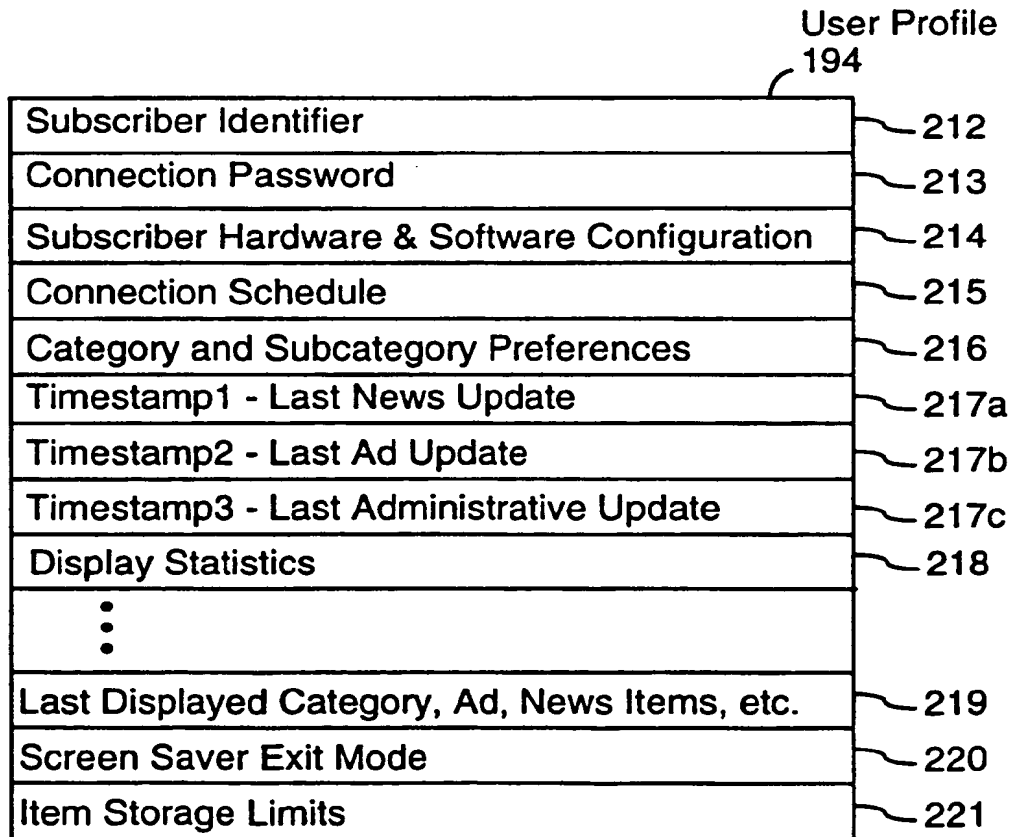 User Profile
194
Subscriber Identifier 212
Connection Password 213
Subscriber Hardware & Software Configuration 214
Connection Schedule 215
Category and Subcategory Preferences 216
Timestamp1 - Last News Update 217a
Timestamp2 - Last Ad Update 217b
Timestamp3 - Last Administrative Update 217c
Display Statistics 218
Last Displayed Category, Ad, News Items, etc. 219
Screen Saver Exit Mode 220
Item Storage Limits 221